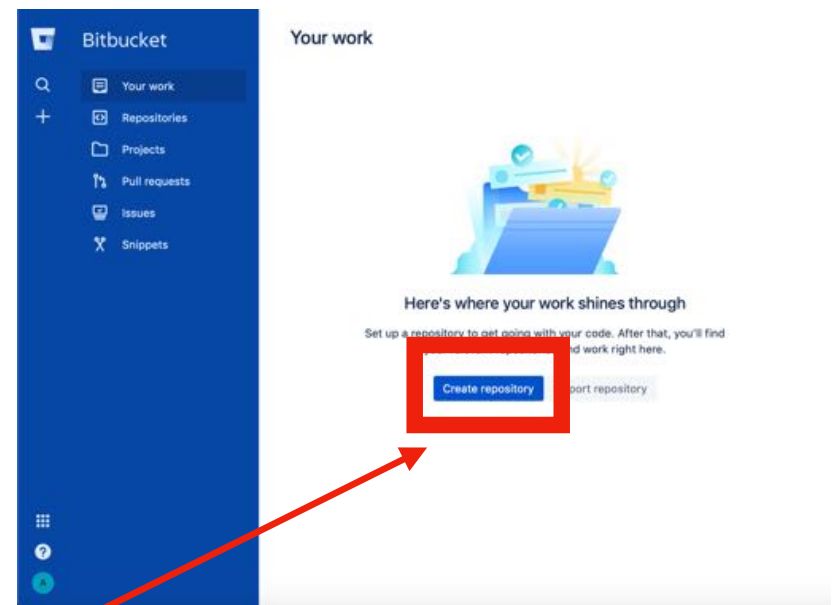 Bitbucket
Your work
Repositories
Projects
Pull requests
Issues
Snippets
A
Your work
Here's where your work shines through
Set up a repository to get going with your code. After that, you'll find
work right here.
Create repository
repository